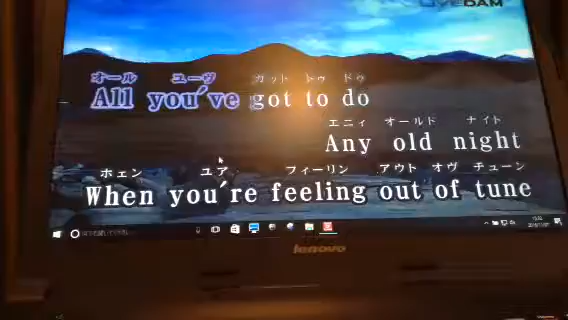 LIVEDAM
オール ユーヴ ガット トゥ ドゥ
All you've got to do
エニィ オールド ナイト
Any old night
ホェン ユア フィーリン アウト オヴ チューン
When you're feeling out of tune
lenovo